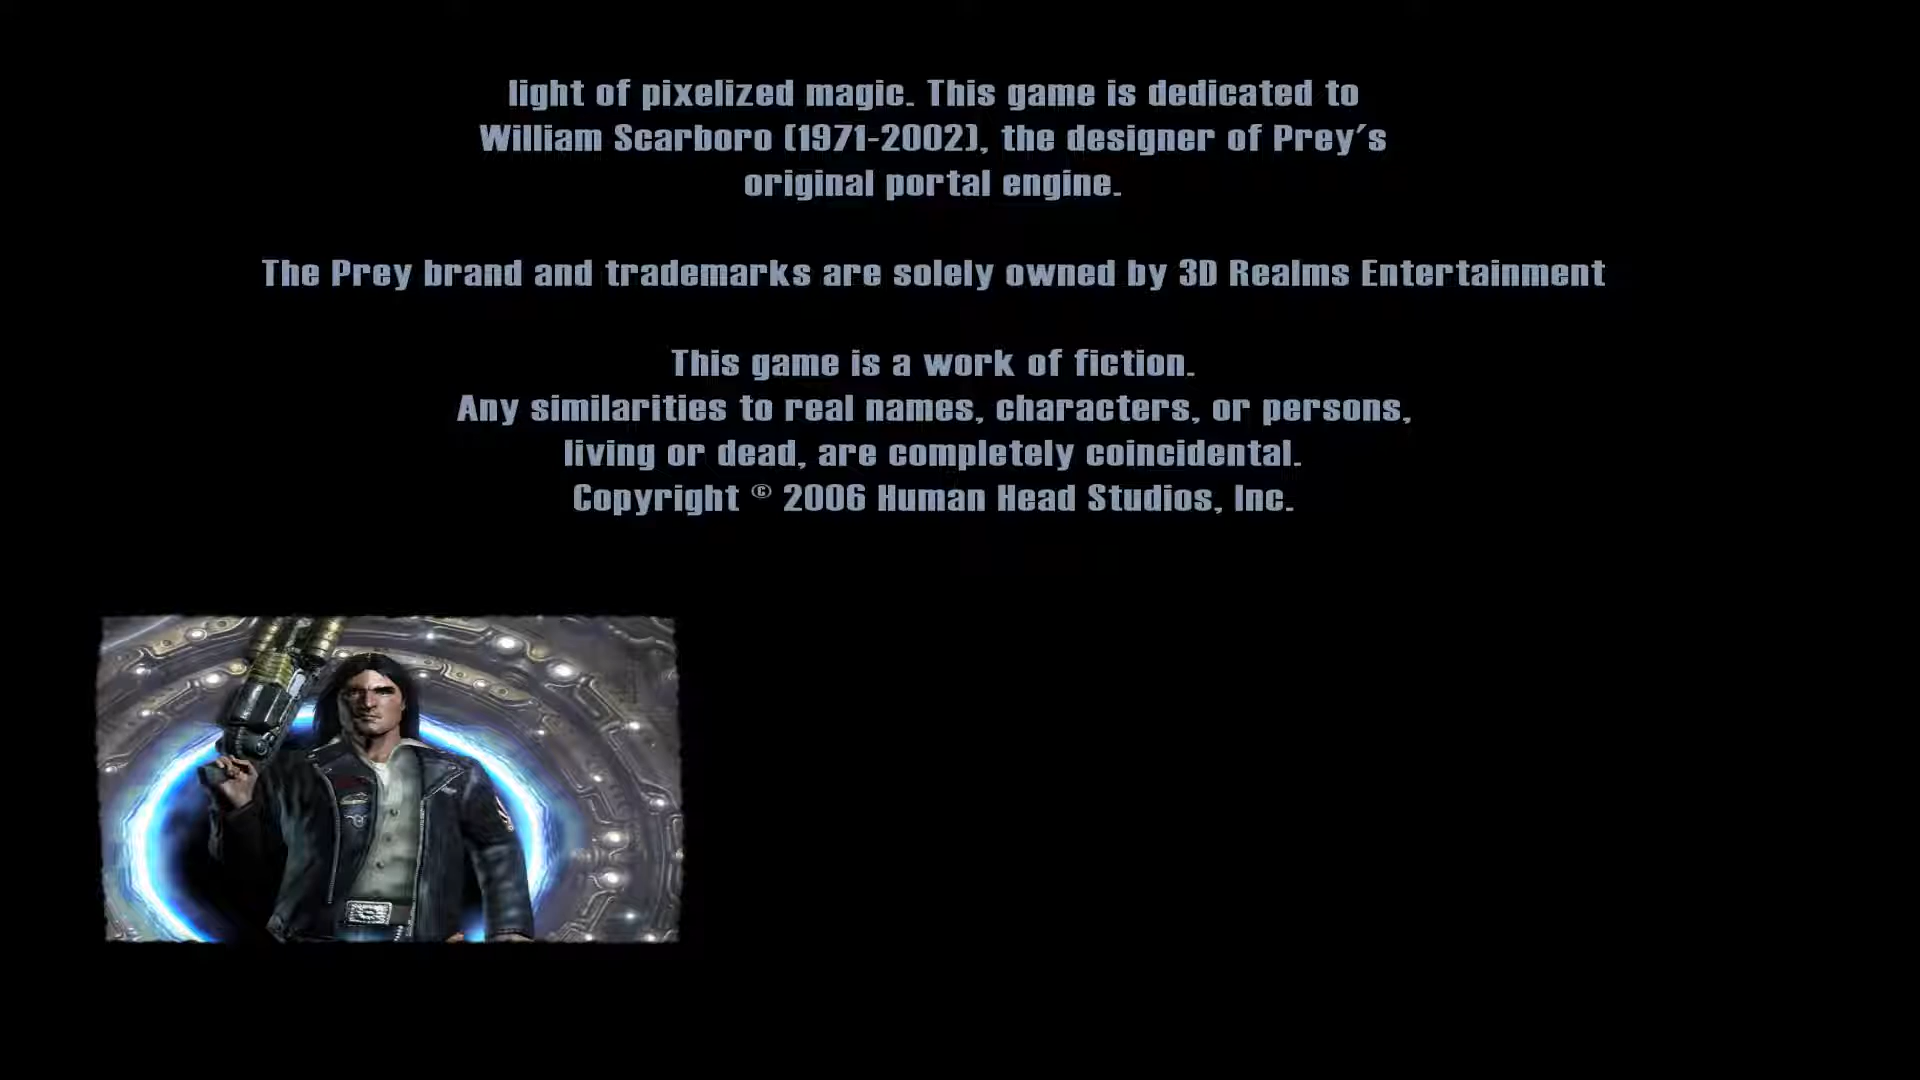 light of pixelized magic. This game is dedicated to
William Scarboro (1971-2002), the designer of Prey's
original portal engine.
The Prey brand and trademarks are solely owned by 3D Realms Entertainment
This game is a work of fiction.
Any similarities to real names, characters, or persons,
living or dead, are completely coincidental.
Copyright © 2006 Human Head Studios, Inc.